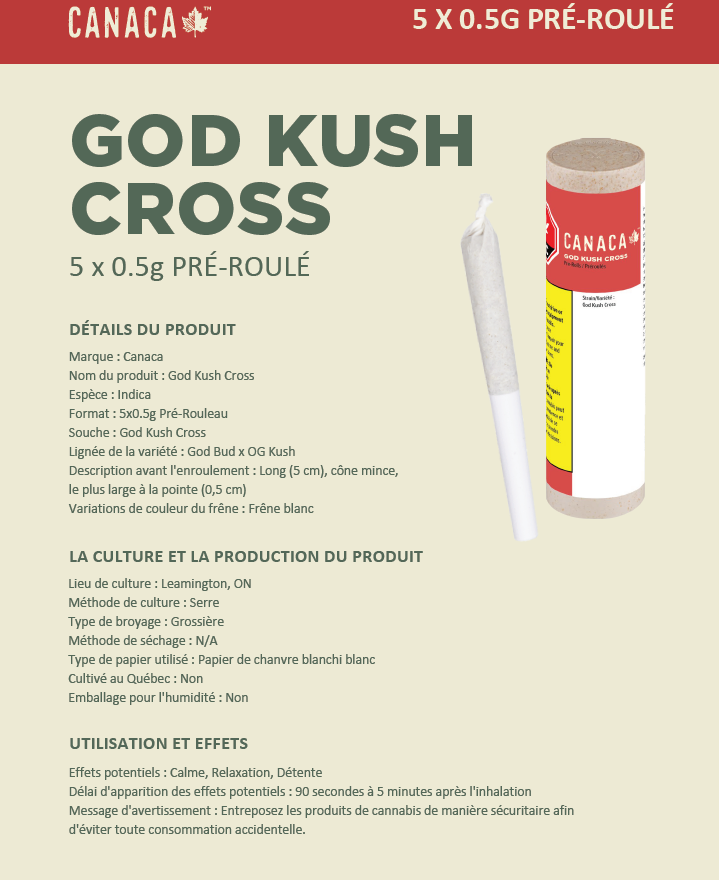 CANACA™
5 X 0.5G PRÉ-ROULÉ
GOD KUSH
CROSS
5 x 0.5g PRÉ-ROULÉ
CANACA
GOD KUSH CROSS
Pre-Rolls / Préroulés
Strain/Variété :
God Kush Cross
DÉTAILS DU PRODUIT
Marque : Canaca
Nom du produit : God Kush Cross
Espèce : Indica
Format : 5x0.5g Pré-Rouleau
Souche : God Kush Cross
Lignée de la variété : God Bud x OG Kush
Description avant l'enroulement : Long (5 cm), cône mince,
le plus large à la pointe (0,5 cm)
Variations de couleur du frêne : Frêne blanc
LA CULTURE ET LA PRODUCTION DU PRODUIT
Lieu de culture : Leamington, ON
Méthode de culture : Serre
Type de broyage : Grossière
Méthode de séchage : N/A
Type de papier utilisé : Papier de chanvre blanchi blanc
Cultivé au Québec : Non
Emballage pour l'humidité : Non
UTILISATION ET EFFETS
Effets potentiels : Calme, Relaxation, Détente
Délai d'apparition des effets potentiels : 90 secondes à 5 minutes après l'inhalation
Message d'avertissement : Entreposez les produits de cannabis de manière sécuritaire afin
d'éviter toute consommation accidentelle.